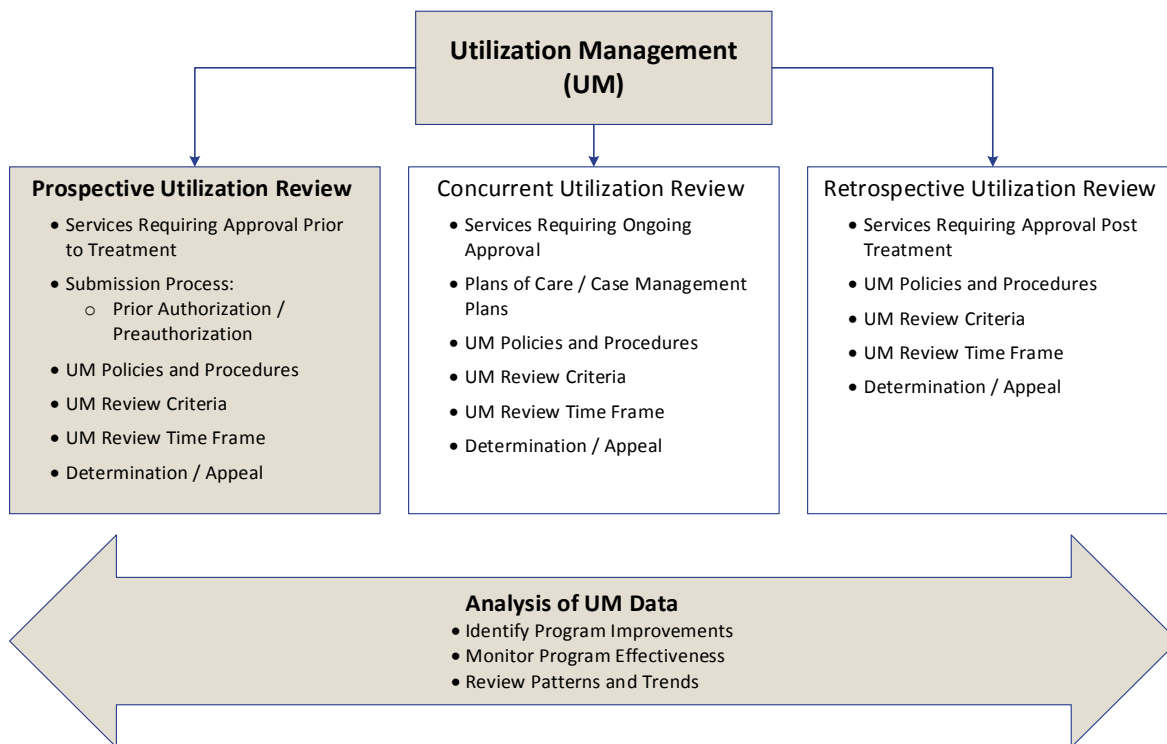 Utilization Management
(UM)
Prospective Utilization Review
• Services Requiring Approval Prior
to Treatment
• Submission Process:
o Prior Authorization /
Preauthorization
• UM Policies and Procedures
• UM Review Criteria
• UM Review Time Frame
• Determination / Appeal
Concurrent Utilization Review
• Services Requiring Ongoing
Approval
• Plans of Care / Case Management
Plans
• UM Policies and Procedures
• UM Review Criteria
• UM Review Time Frame
• Determination / Appeal
Retrospective Utilization Review
• Services Requiring Approval Post
Treatment
• UM Policies and Procedures
• UM Review Criteria
• UM Review Time Frame
• Determination / Appeal
Analysis of UM Data
• Identify Program Improvements
• Monitor Program Effectiveness
• Review Patterns and Trends